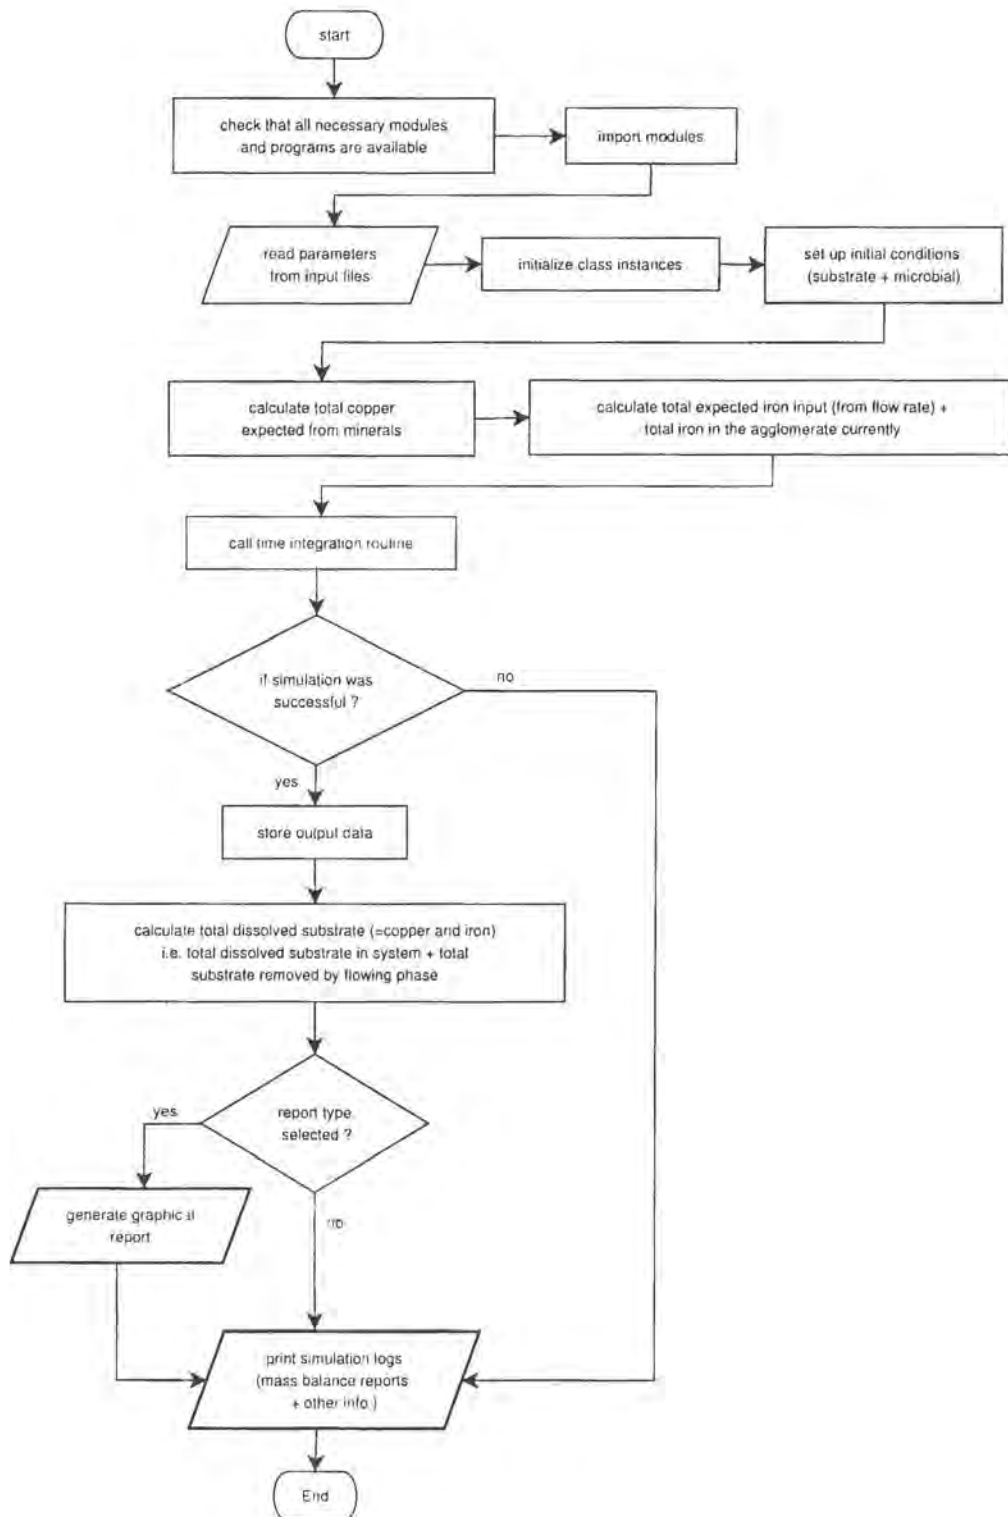 start
check that all necessary modules
and programs are available
import modules
read parameters
from input files
initialize class instances
set up initial conditions
(substrate + microbial)
calculate total copper
expected from minerals
calculate total expected iron input (from flow rate) +
total iron in the agglomerate currently
call time integration routine
if simulation was
successful ?
no
yes
store output data
calculate total dissolved substrate (=copper and iron)
i.e. total dissolved substrate in system + total
substrate removed by flowing phase
report type
selected ?
yes
no
generate graphical
report
print simulation logs
(mass balance reports
+ other info.)
End